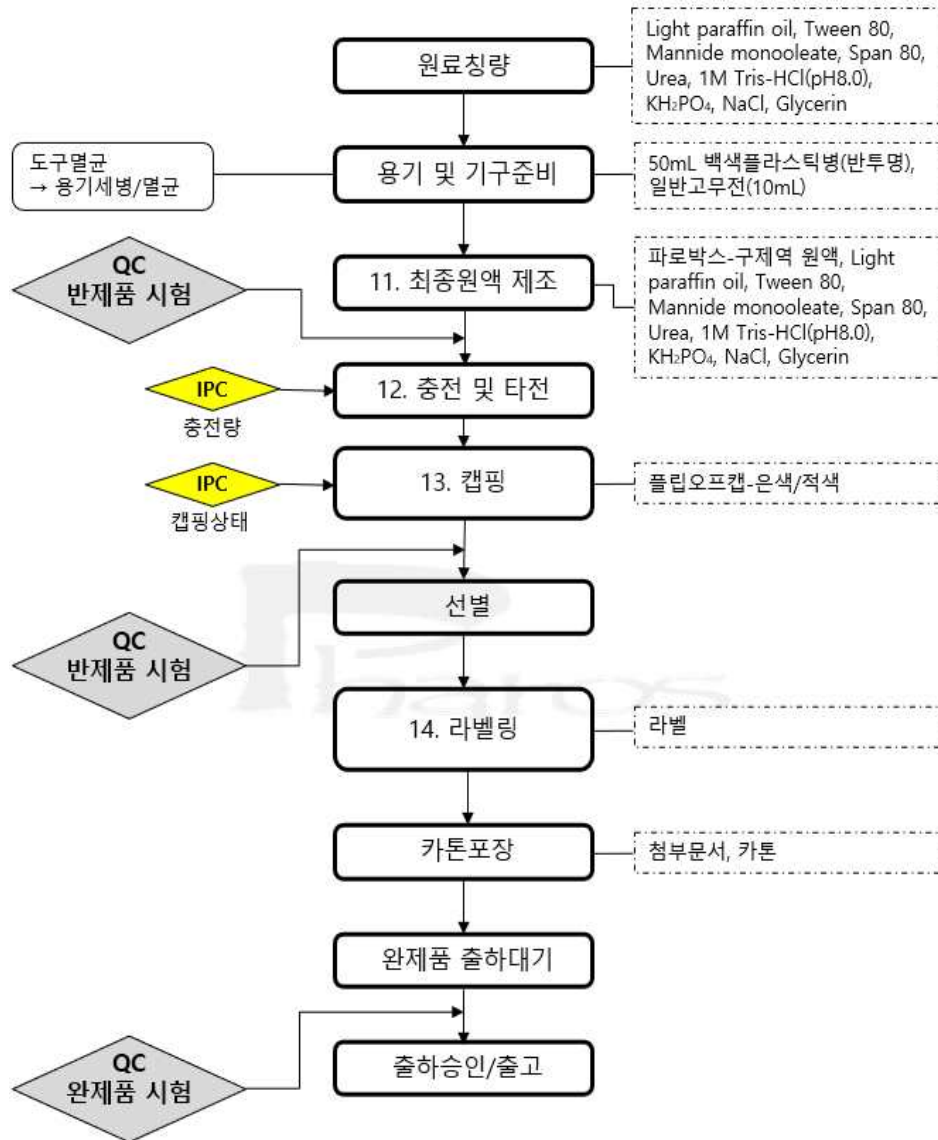 원료칭량
Light paraffin oil, Tween 80,
Mannide monooleate, Span 80,
Urea, 1M Tris-HCl(pH8.0),
KH₂PO₄, NaCl, Glycerin
도구멸균
→ 용기세병/멸균
용기 및 기구준비
50mL 백색플라스틱병(반투명),
일반고무전(10mL)
QC
반제품 시험
11. 최종원액 제조
파로박스-구제역 원액, Light
paraffin oil, Tween 80,
Mannide monooleate, Span 80,
Urea, 1M Tris-HCl(pH8.0),
KH₂PO₄, NaCl, Glycerin
IPC
충전량
12. 충전 및 타전
IPC
캡핑상태
13. 캡핑
플립오프캡-은색/적색
선별
QC
반제품 시험
Pharos
14. 라벨링
라벨
카톤포장
첨부문서, 카톤
완제품 출하대기
QC
완제품 시험
출하승인/출고